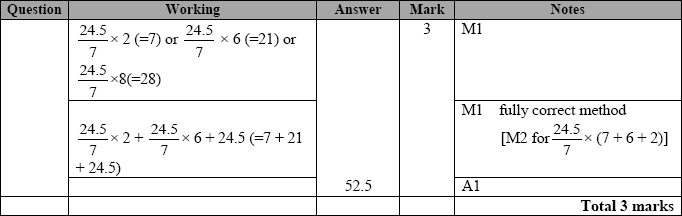 Question Working Answer Mark Notes
24.5/7 × 2 (=7) or 24.5/7 × 6 (=21) or
24.5/7 ×8(=28)
3 M1
24.5/7 × 2 + 24.5/7 × 6 + 24.5 (=7 + 21
+ 24.5)
M1 fully correct method
[M2 for 24.5/7 × (7 + 6 + 2)]
52.5 A1
Total 3 marks